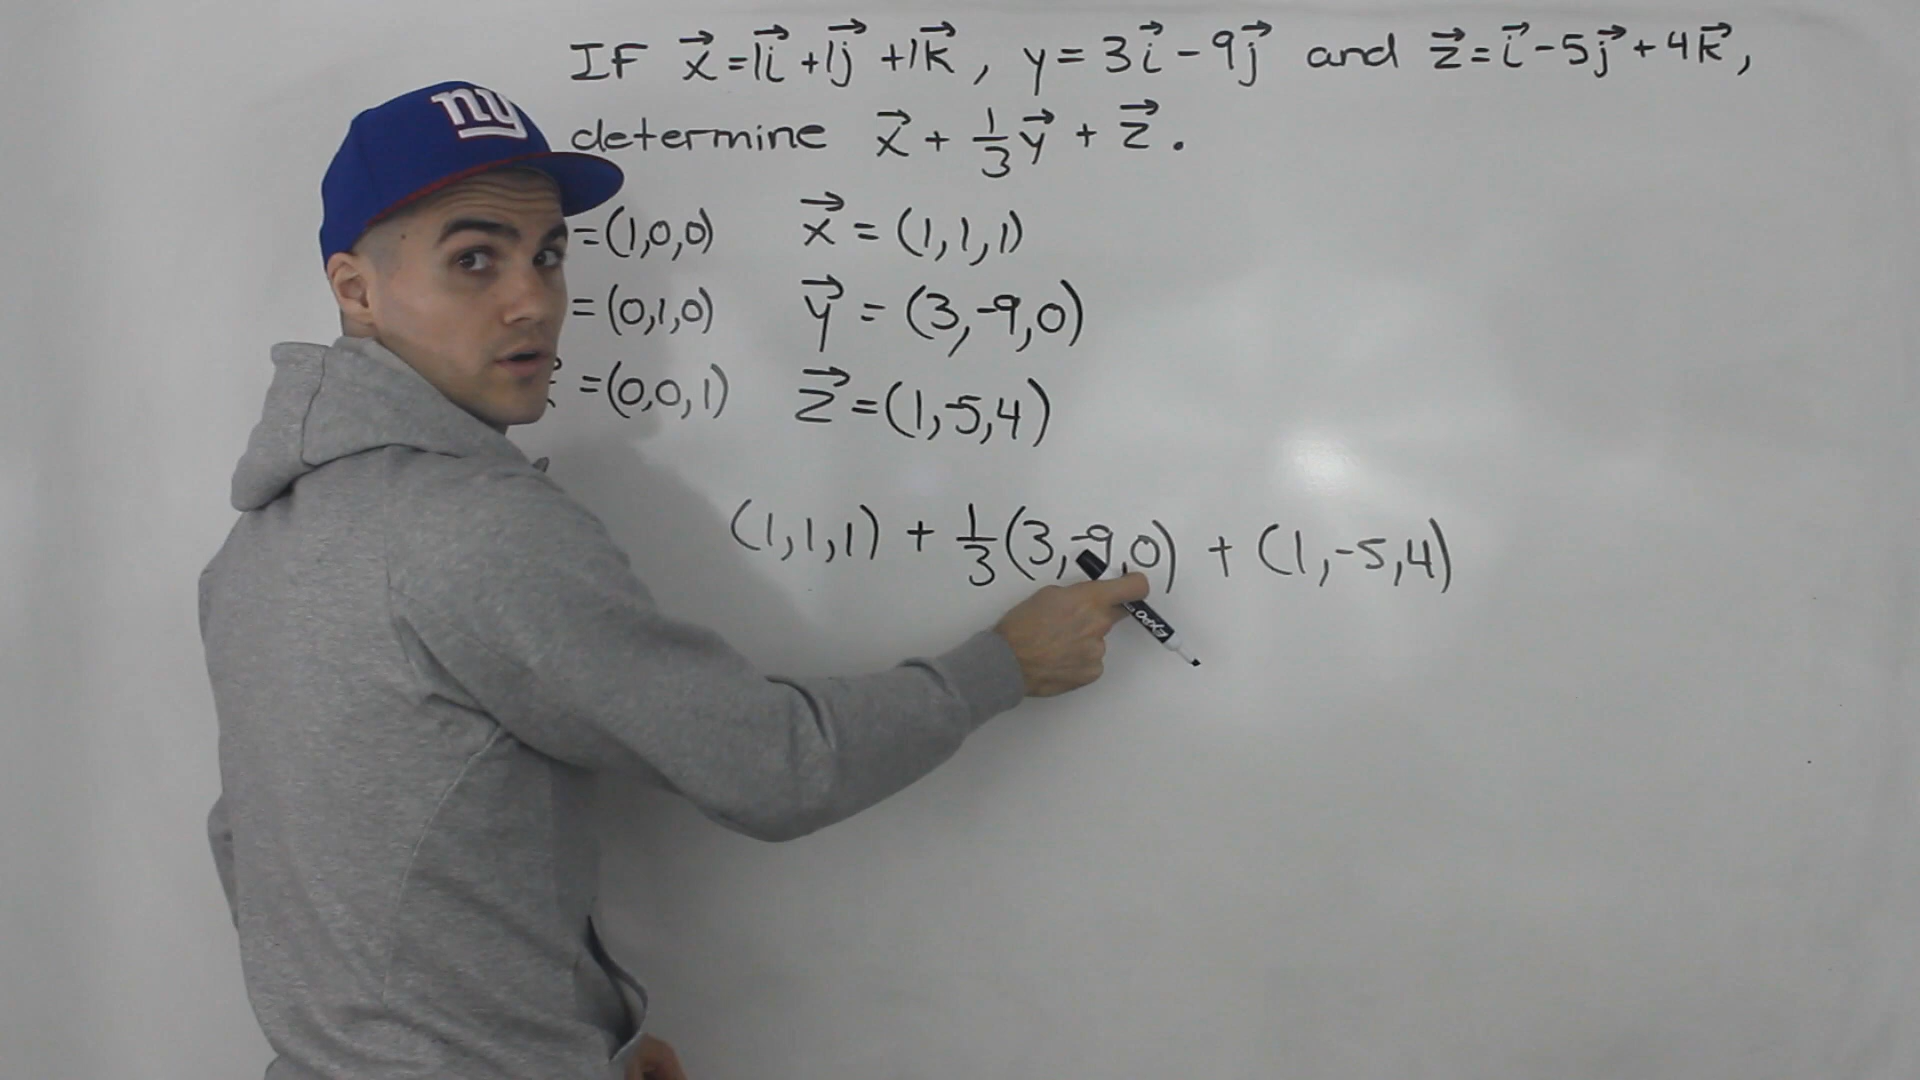 IF x⃗=1i⃗+1j⃗+1k⃗, y=3i⃗-9j⃗ and z⃗=i⃗-5j⃗+4k⃗,
determine x⃗ + 1/3 y⃗ + z⃗.
ny
=(1,0,0) x⃗ = (1,1,1)
=(0,1,0) y⃗ = (3,-9,0)
=(0,0,1) z⃗=(1,-5,4)
(1,1,1) + 1/3(3,-9,0) + (1,-5,4)
EXPO